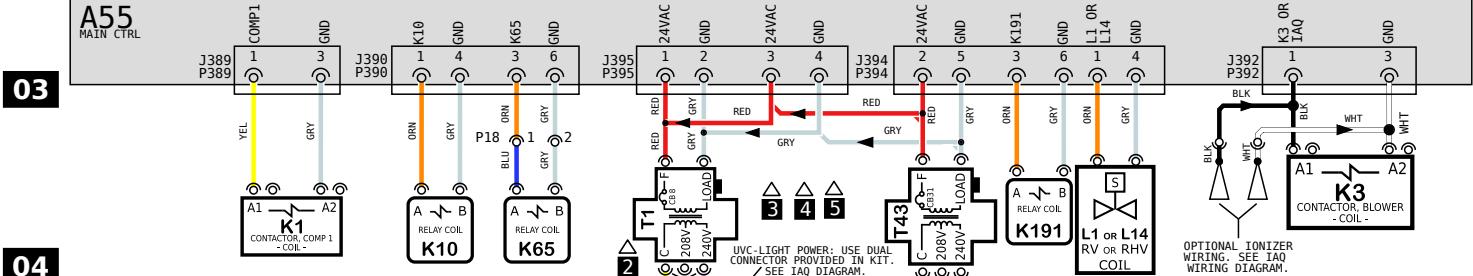 A55
MAIN CTRL
COMP1 GND K10 GND K65 GND 24VAC GND 24VAC GND 24VAC GND K191 GND L1 OR L14 GND K3 OR IAQ GND
J389 1 3 J390 1 4 3 6 J395 1 2 3 4 J394 2 5 3 6 1 4 J392 1 3
P389 P390 P395 P394 P392
03
YEL GRY ORN GRY ORN GRY RED GRY RED RED RED GRY ORN GRY ORN GRY BLK BLK WHT WHT
P18 1 2
BLU GRY RED GRY GRY GRY BLK WHT
A1 A2
K1
CONTACTOR, COMP 1
- COIL -
A B
RELAY COIL
K10
A B
RELAY COIL
K65
T1
F LOAD
CB8
C 208V 240V
2
3 4 5
UVC-LIGHT POWER: USE DUAL
CONNECTOR PROVIDED IN KIT.
SEE IAQ DIAGRAM.
T43
F LOAD
CB31
C 208V 240V
A B
RELAY COIL
K191
S
L1 OR L14
RV OR RHV
COIL
OPTIONAL IONIZER
WIRING. SEE IAQ
WIRING DIAGRAM.
A1 A2
K3
CONTACTOR, BLOWER
- COIL -
04